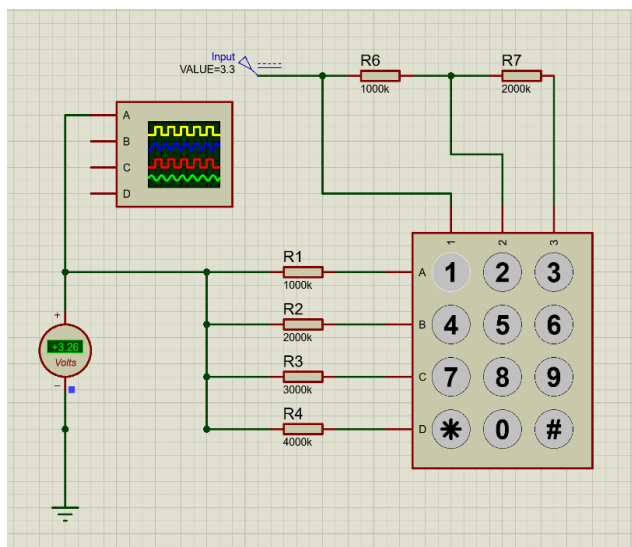 Input
VALUE=3.3
R6
1000k
R7
2000k
A
B
C
D
R1
1000k
R2
2000k
R3
3000k
R4
4000k
+
+3.26
Volts
−
1 2 3
A 1 2 3
B 4 5 6
C 7 8 9
D * 0 #